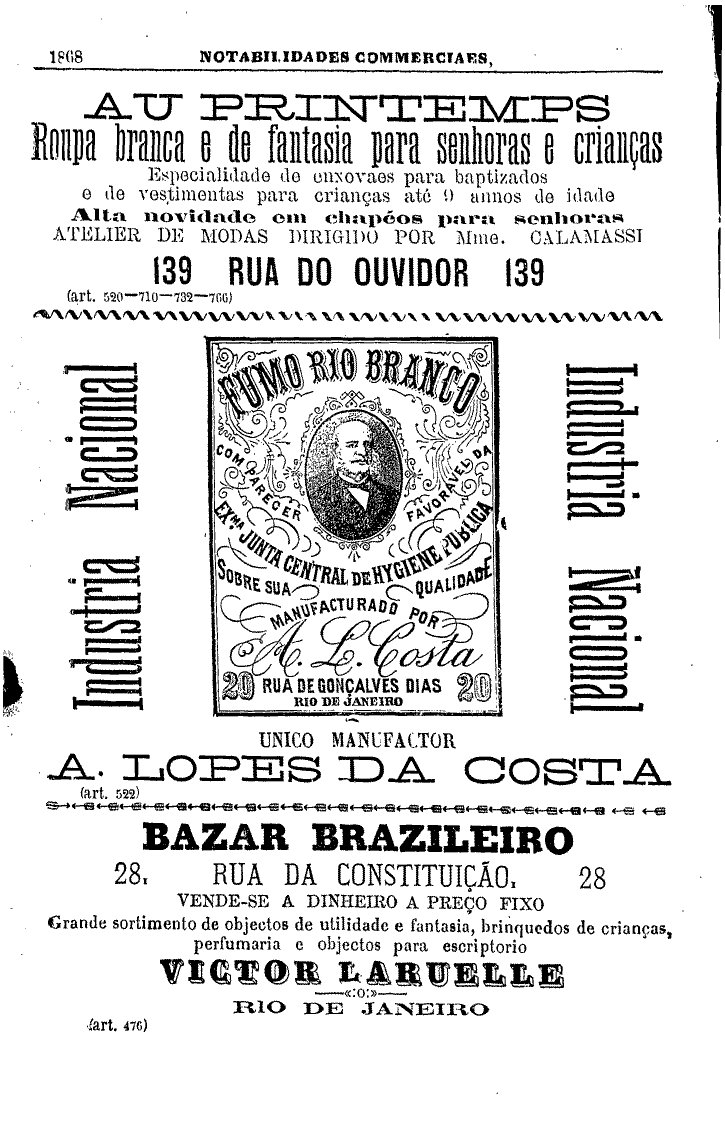 1868 NOTABILIDADES COMMERCIAES,
AU PRINTEMPS
Roupa branca e de fantasia para senhoras e crianças
Especialidade de enxovaes para baptizados
e de vestimentas para crianças até 9 annos de idade
Alta novidade em chapéos para senhoras
ATELIER DE MODAS DIRIGIDO POR Mme. CALAMASSI
139 RUA DO OUVIDOR 139
(art. 520—710—732—766)
Industria Nacional
FUMO RIO BRANCO
COM PARECER FAVORAVEL DA
EX.MA JUNTA CENTRAL DE HYGIENE PUBLICA
SOBRE SUA QUALIDADE
MANUFACTURADO POR
A. L. Costa
20 RUA DE GONÇALVES DIAS 20
RIO DE JANEIRO
Industria Nacional
UNICO MANUFACTOR
A. LOPES DA COSTA
(art. 522)
BAZAR BRAZILEIRO
28, RUA DA CONSTITUIÇÃO, 28
VENDE-SE A DINHEIRO A PREÇO FIXO
Grande sortimento de objectos de utilidade e fantasia, brinquedos de crianças,
perfumaria e objectos para escriptorio
VICTOR LARUELLE
—«:o:»—
RIO DE JANEIRO
(art. 476)